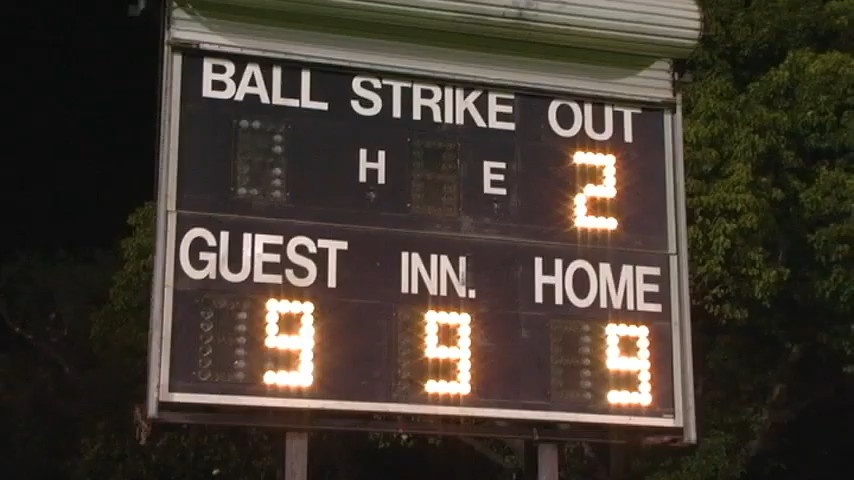 BALL STRIKE OUT
H E 2
GUEST INN. HOME
9 9 9